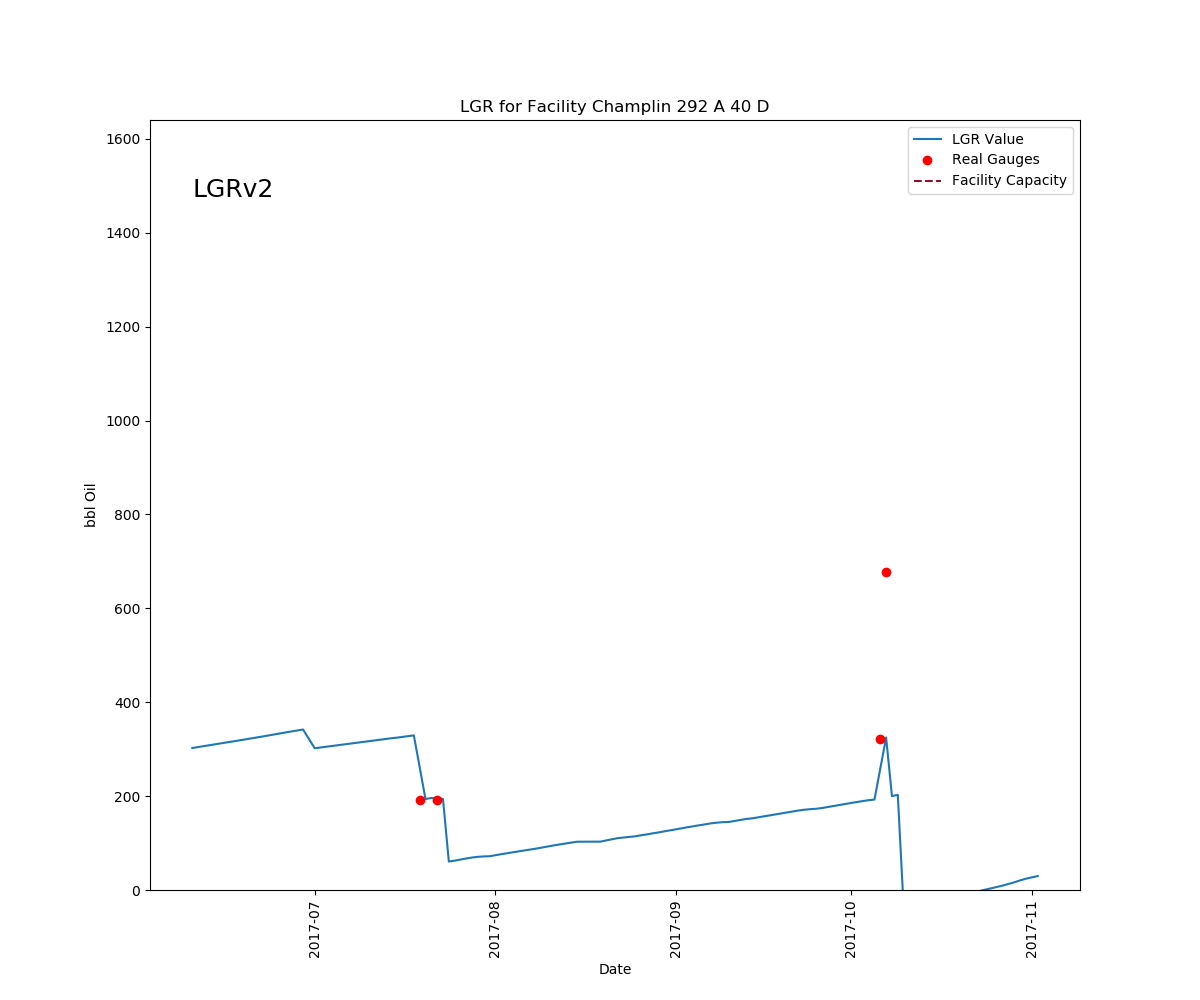 LGR for Facility Champlin 292 A 40 D
LGR Value
Real Gauges
Facility Capacity
LGRv2
1600
1400
1200
1000
800
600
400
200
0
bbl Oil
2017-07
2017-08
2017-09
2017-10
2017-11
Date